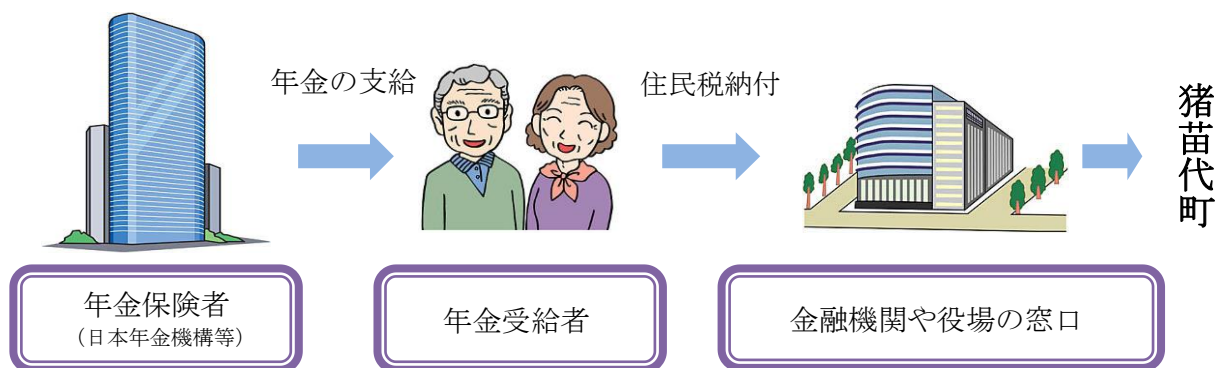 年金の支給
住民税納付
猪苗代町
年金保険者
（日本年金機構等）
年金受給者
金融機関や役場の窓口